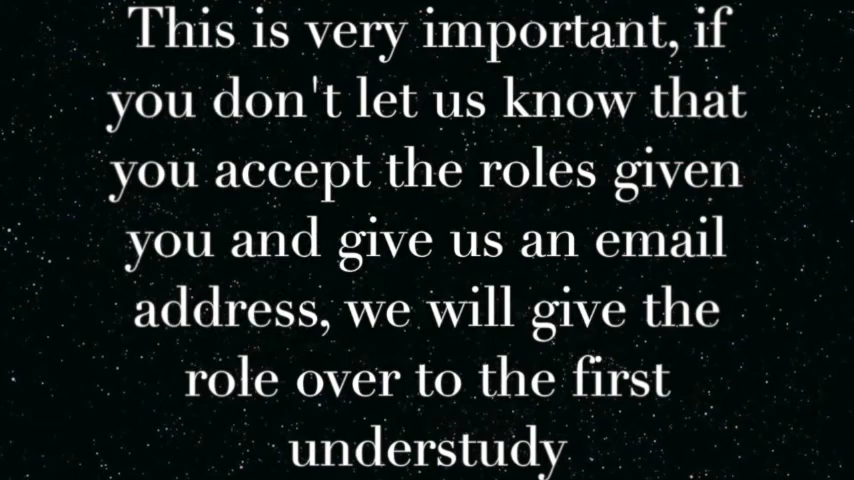 This is very important, if
you don't let us know that
you accept the roles given
you and give us an email
address, we will give the
role over to the first
understudy